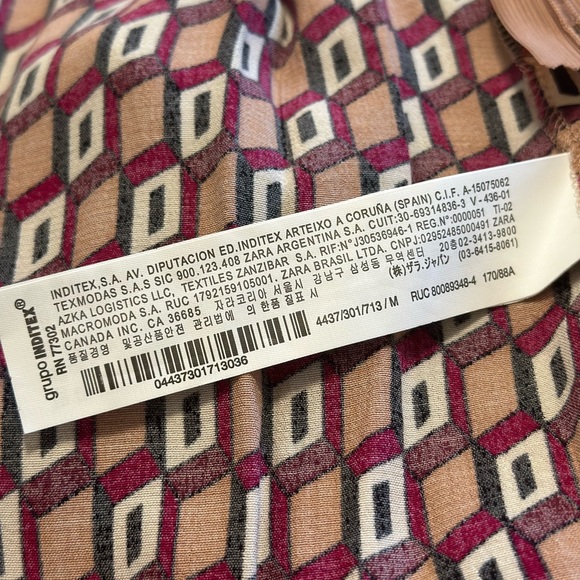 grupo INDITEX®
RN 77302
INDITEX,S.A. AV. DIPUTACION ED.INDITEX ARTEIXO A CORUÑA (SPAIN) C.I.F. A-15075062
TEXMODAS S.A.S SIC 900.123.408 ZARA ARGENTINA S.A. CUIT:30-69314836-3 V-436-01
AZKA LOGISTICS LLC, TEXTILES ZANZIBAR S.A. RIF:NºJ30536946-1 REG.Nº:0000051 TI-02
MACROMODA S.A. RUC 1792159105001. ZARA BRASIL LTDA. CNPJ:02952485000491 ZARA
CANADA INC. CA 36685 자라코리아 서울시 강남구 삼성동 무역센터 20층02-3413-9800
품질경영 및공산품안전 관리법에 의한품질표시 (株)ザラ・ジャパン (03-6415-8061)
4437/301/713 / M RUC 80089348-4 170/88A
04437301713036